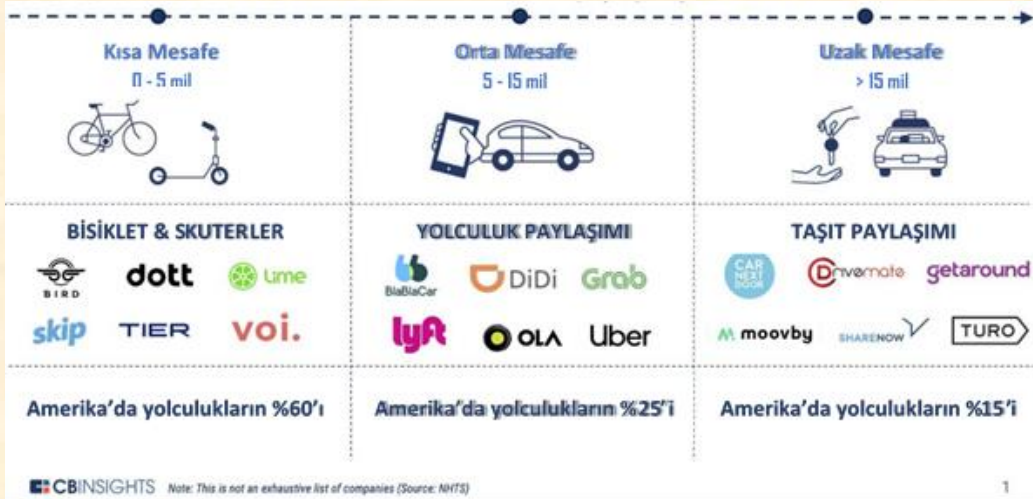 Kısa Mesafe
0 - 5 mil
Orta Mesafe
5 - 15 mil
Uzak Mesafe
> 15 mil
BİSİKLET & SKUTERLER
BIRD
dott
Lime
skip
TIER
voi.
YOLCULUK PAYLAŞIMI
BlaBlaCar
DiDi
Grab
lyft
OLA
Uber
TAŞIT PAYLAŞIMI
CAR
NEXT
DOOR
Drivemate
getaround
moovby
SHARE NOW
TURO
Amerika’da yolculukların %60’ı
Amerika’da yolculukların %25’i
Amerika’da yolculukların %15’i
CBINSIGHTS Note: This is not an exhaustive list of companies (Source: NHTS)
1